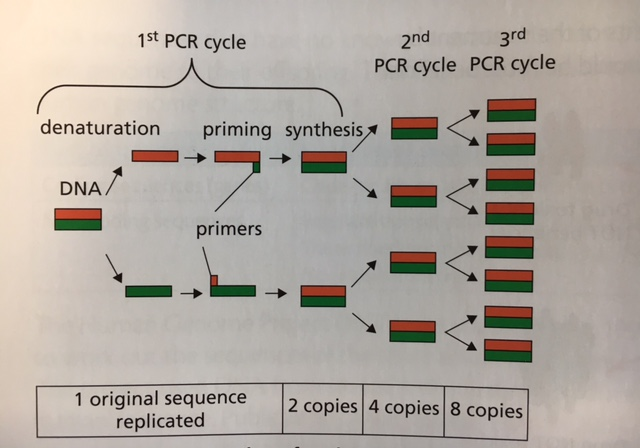 1st PCR cycle
2nd
PCR cycle
3rd
PCR cycle
denaturation
priming
synthesis
DNA
primers
1 original sequence
replicated
2 copies
4 copies
8 copies